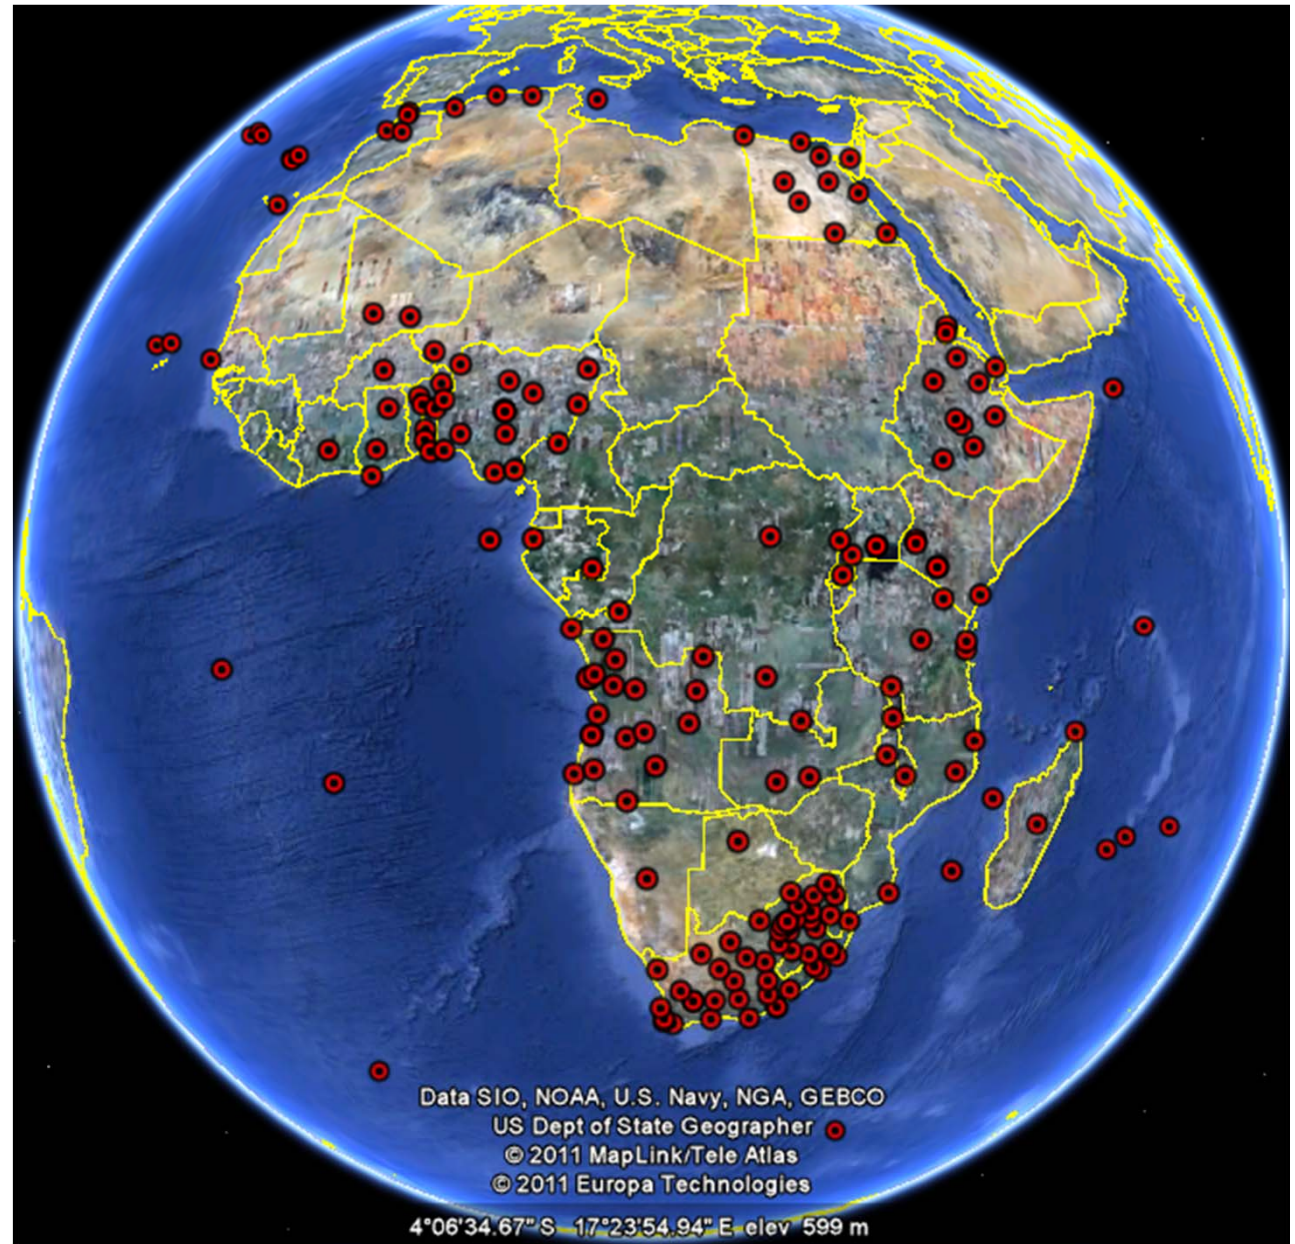 Data SIO, NOAA, U.S. Navy, NGA, GEBCO
US Dept of State Geographer
© 2011 MapLink/Tele Atlas
© 2011 Europa Technologies
4°06'34.67" S 17°23'54.94" E elev 599 m